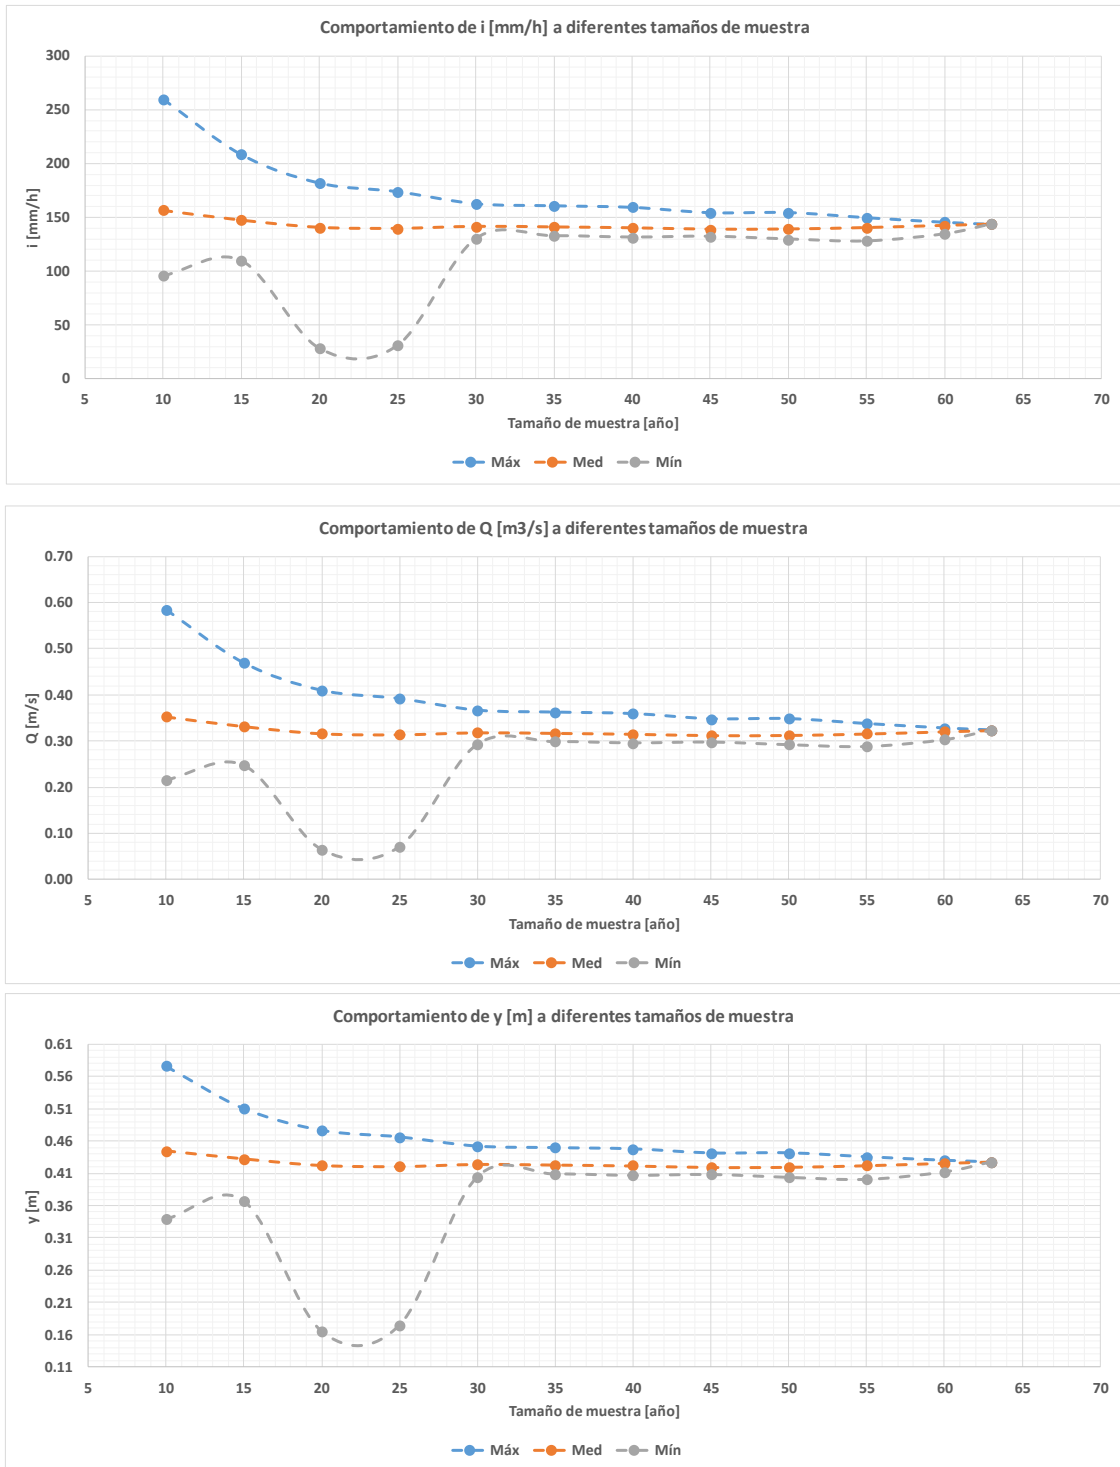 Comportamiento de i [mm/h] a diferentes tamaños de muestra
300
250
200
150
100
50
0
i [mm/h]
5 10 15 20 25 30 35 40 45 50 55 60 65 70
Tamaño de muestra [año]
Máx Med Mín
Comportamiento de Q [m3/s] a diferentes tamaños de muestra
0.70
0.60
0.50
0.40
0.30
0.20
0.10
0.00
Q [m/s]
5 10 15 20 25 30 35 40 45 50 55 60 65 70
Tamaño de muestra [año]
Máx Med Mín
Comportamiento de y [m] a diferentes tamaños de muestra
0.61
0.56
0.51
0.46
0.41
0.36
0.31
0.26
0.21
0.16
0.11
y [m]
5 10 15 20 25 30 35 40 45 50 55 60 65 70
Tamaño de muestra [año]
Máx Med Mín